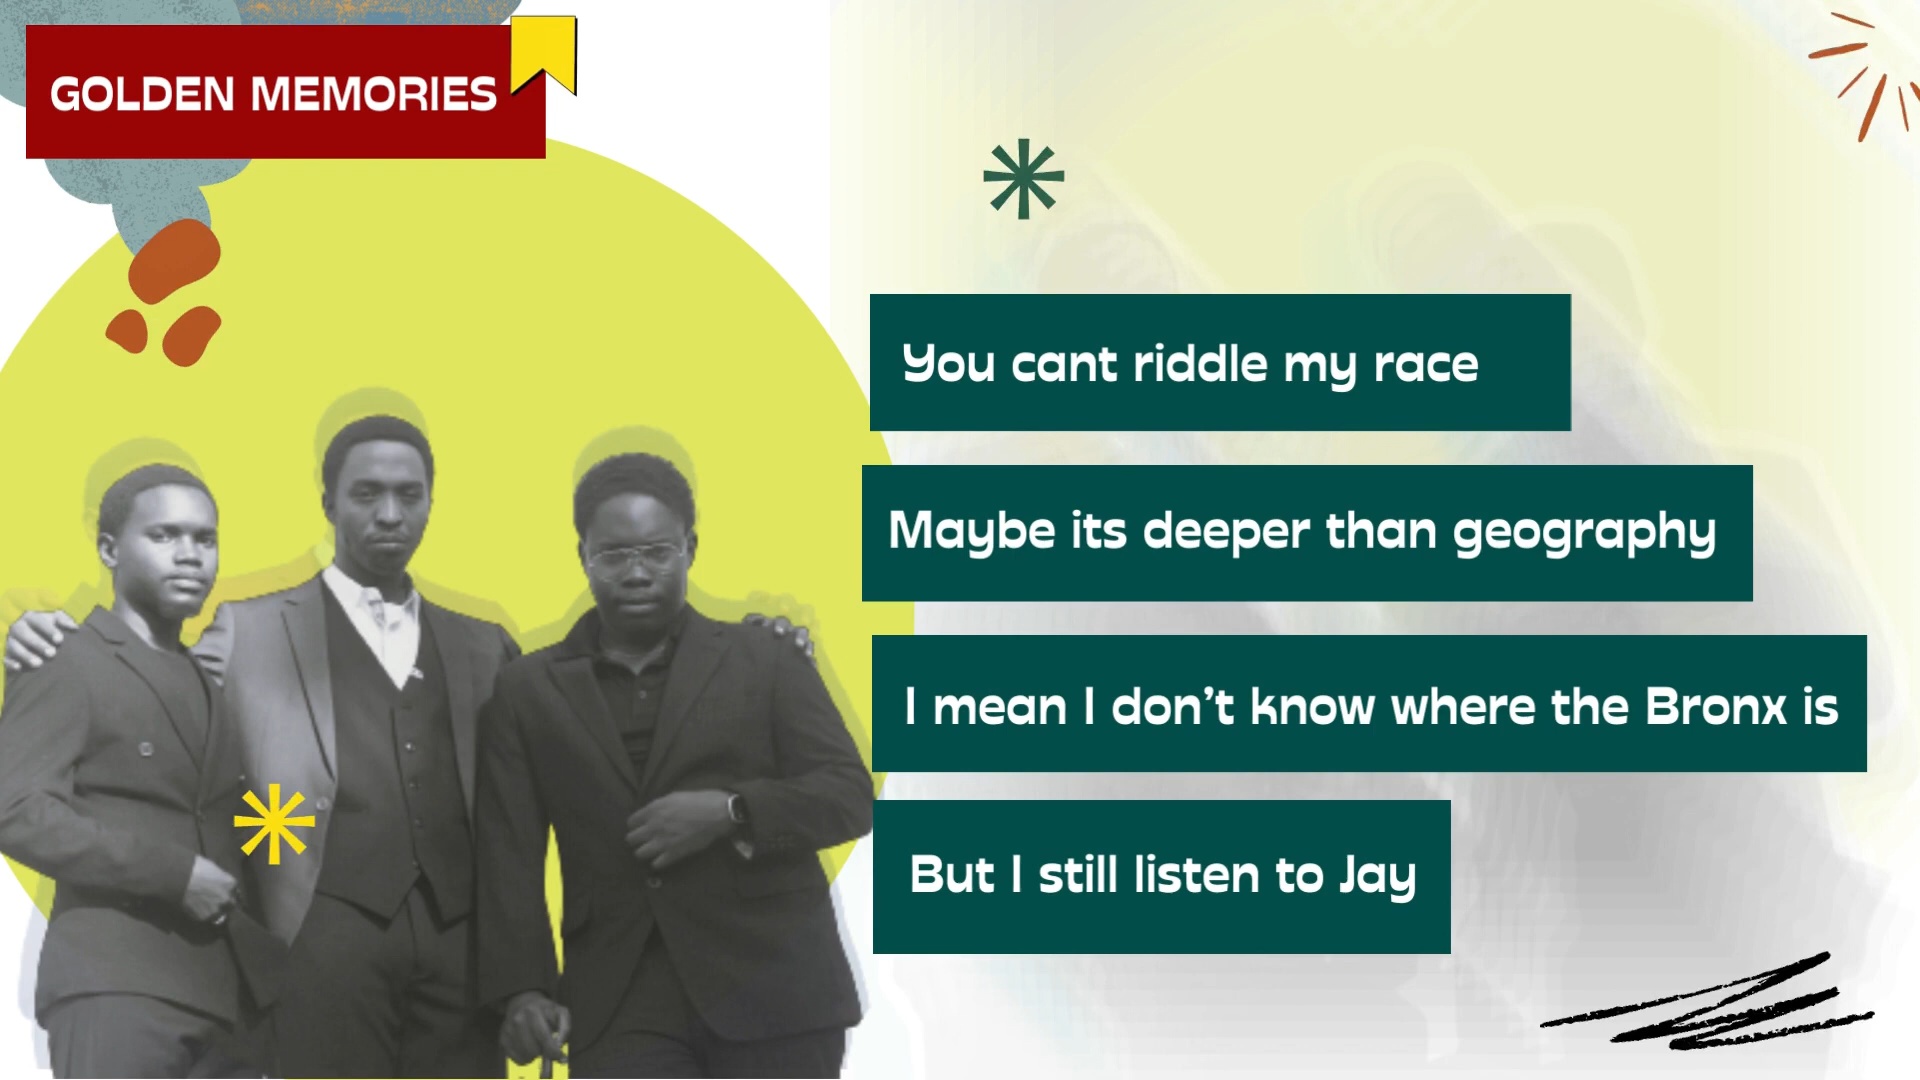 GOLDEN MEMORIES
You cant riddle my race
Maybe its deeper than geography
I mean I don’t know where the Bronx is
But I still listen to Jay